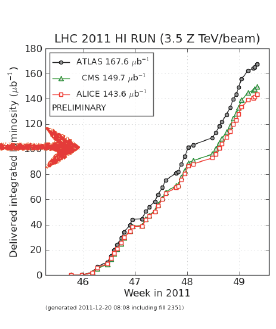 LHC 2011 HI RUN (3.5 Z TeV/beam)
180
160
140
120
100
80
60
40
20
0
Delivered integrated luminosity (μb⁻¹)
ATLAS 167.6 μb⁻¹
CMS 149.7 μb⁻¹
ALICE 143.6 μb⁻¹
PRELIMINARY
46 47 48 49
Week in 2011
(generated 2011-12-20 08:08 including fill 2351)